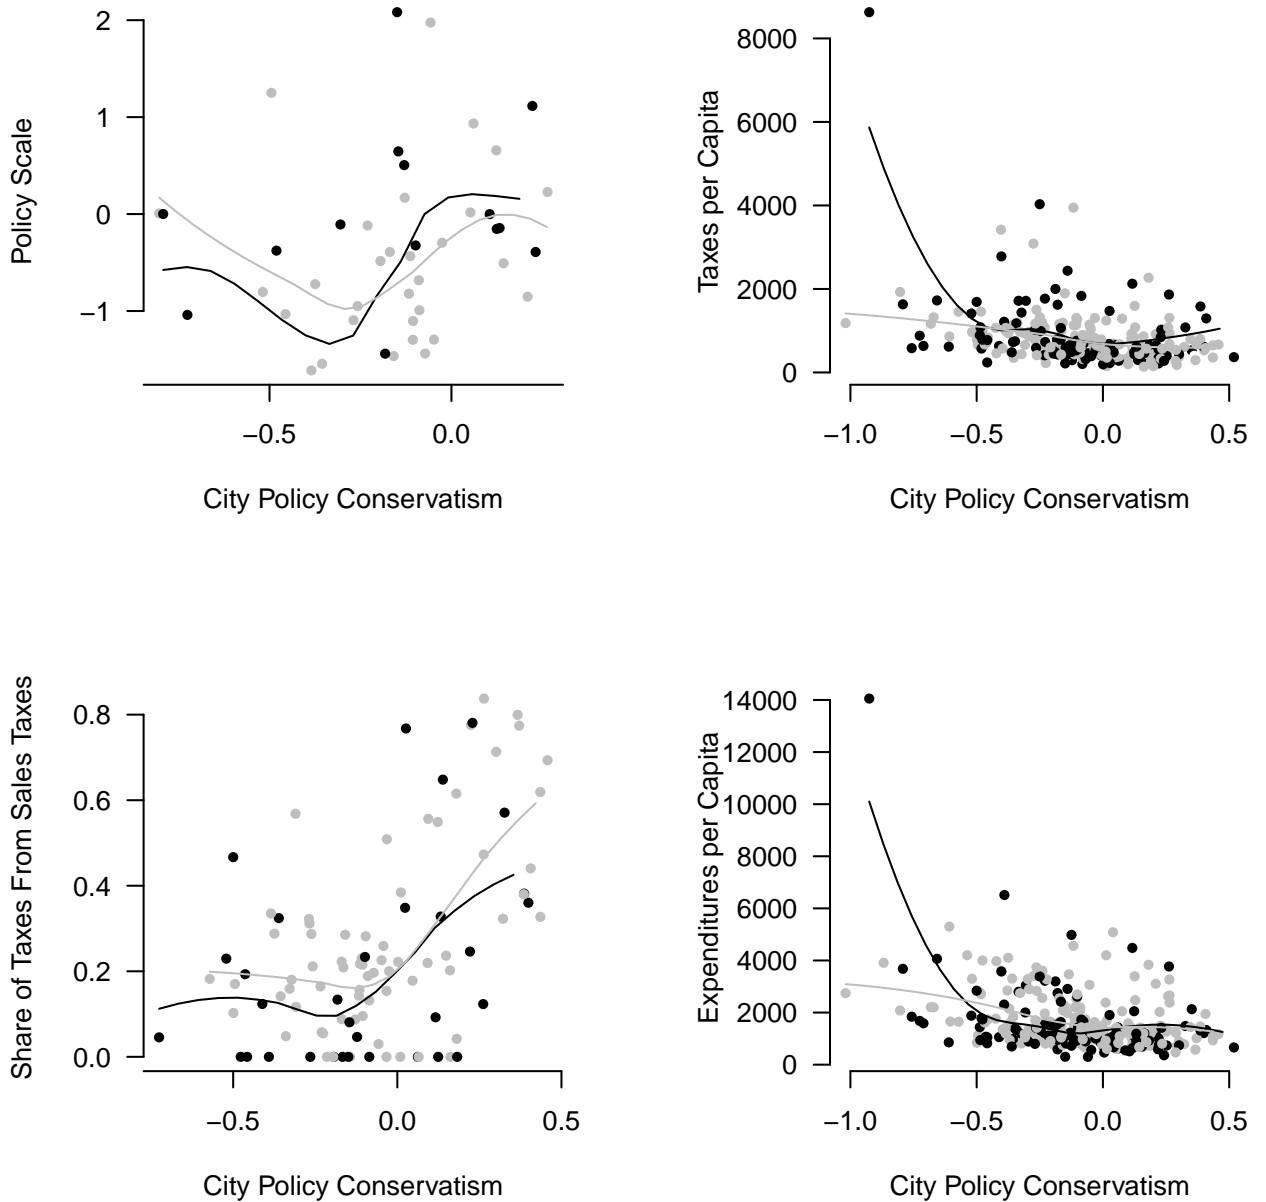 Policy Scale
2
1
0
−1
−0.5 0.0
City Policy Conservatism
Taxes per Capita
8000
6000
4000
2000
0
−1.0 −0.5 0.0 0.5
City Policy Conservatism
Share of Taxes From Sales Taxes
0.8
0.6
0.4
0.2
0.0
−0.5 0.0 0.5
City Policy Conservatism
Expenditures per Capita
14000
12000
10000
8000
6000
4000
2000
0
−1.0 −0.5 0.0 0.5
City Policy Conservatism